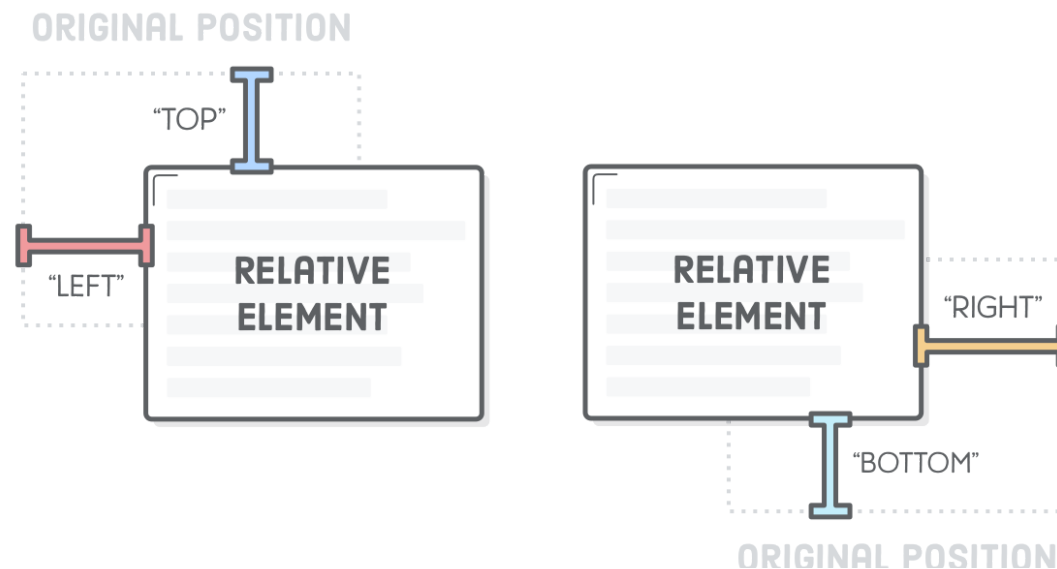 ORIGINAL POSITION
“TOP”
“LEFT”
RELATIVE
ELEMENT
RELATIVE
ELEMENT
“RIGHT”
“BOTTOM”
ORIGINAL POSITION